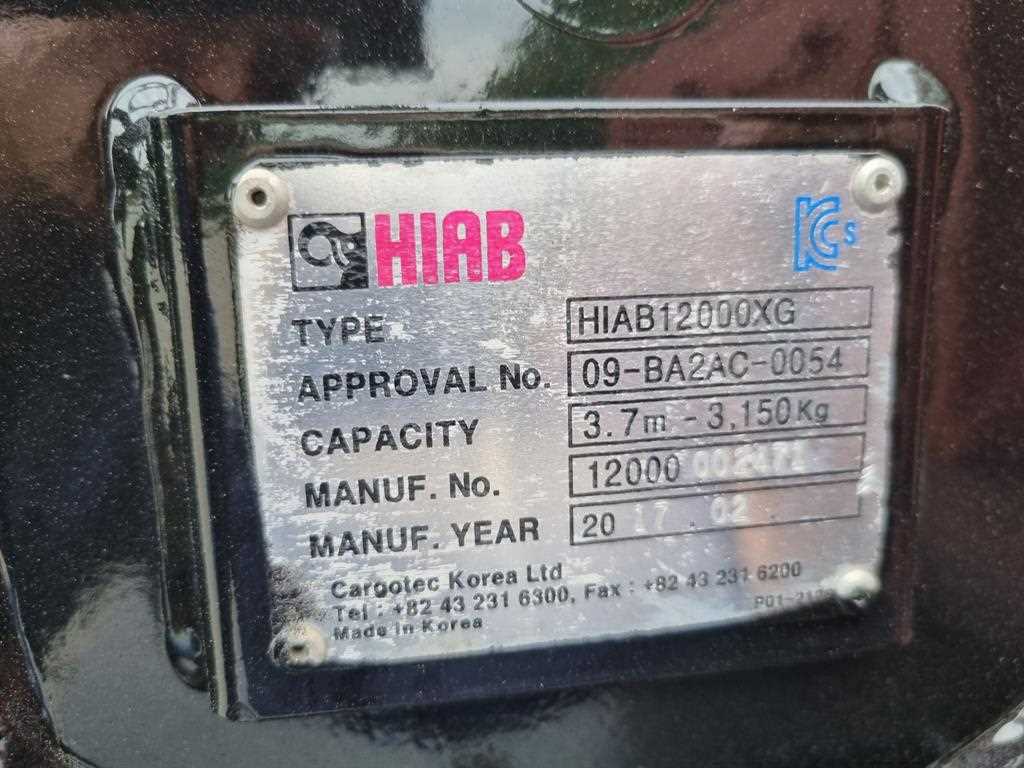 HIAB
KCs
TYPE HIAB12000XG
APPROVAL No. 09-BA2AC-0054
CAPACITY 3.7m - 3,150Kg
MANUF. No. 12000 002471
MANUF. YEAR 20 17 . 02 .
Cargotec Korea Ltd
Tel : +82 43 231 6300, Fax : +82 43 231 6200
Made in Korea